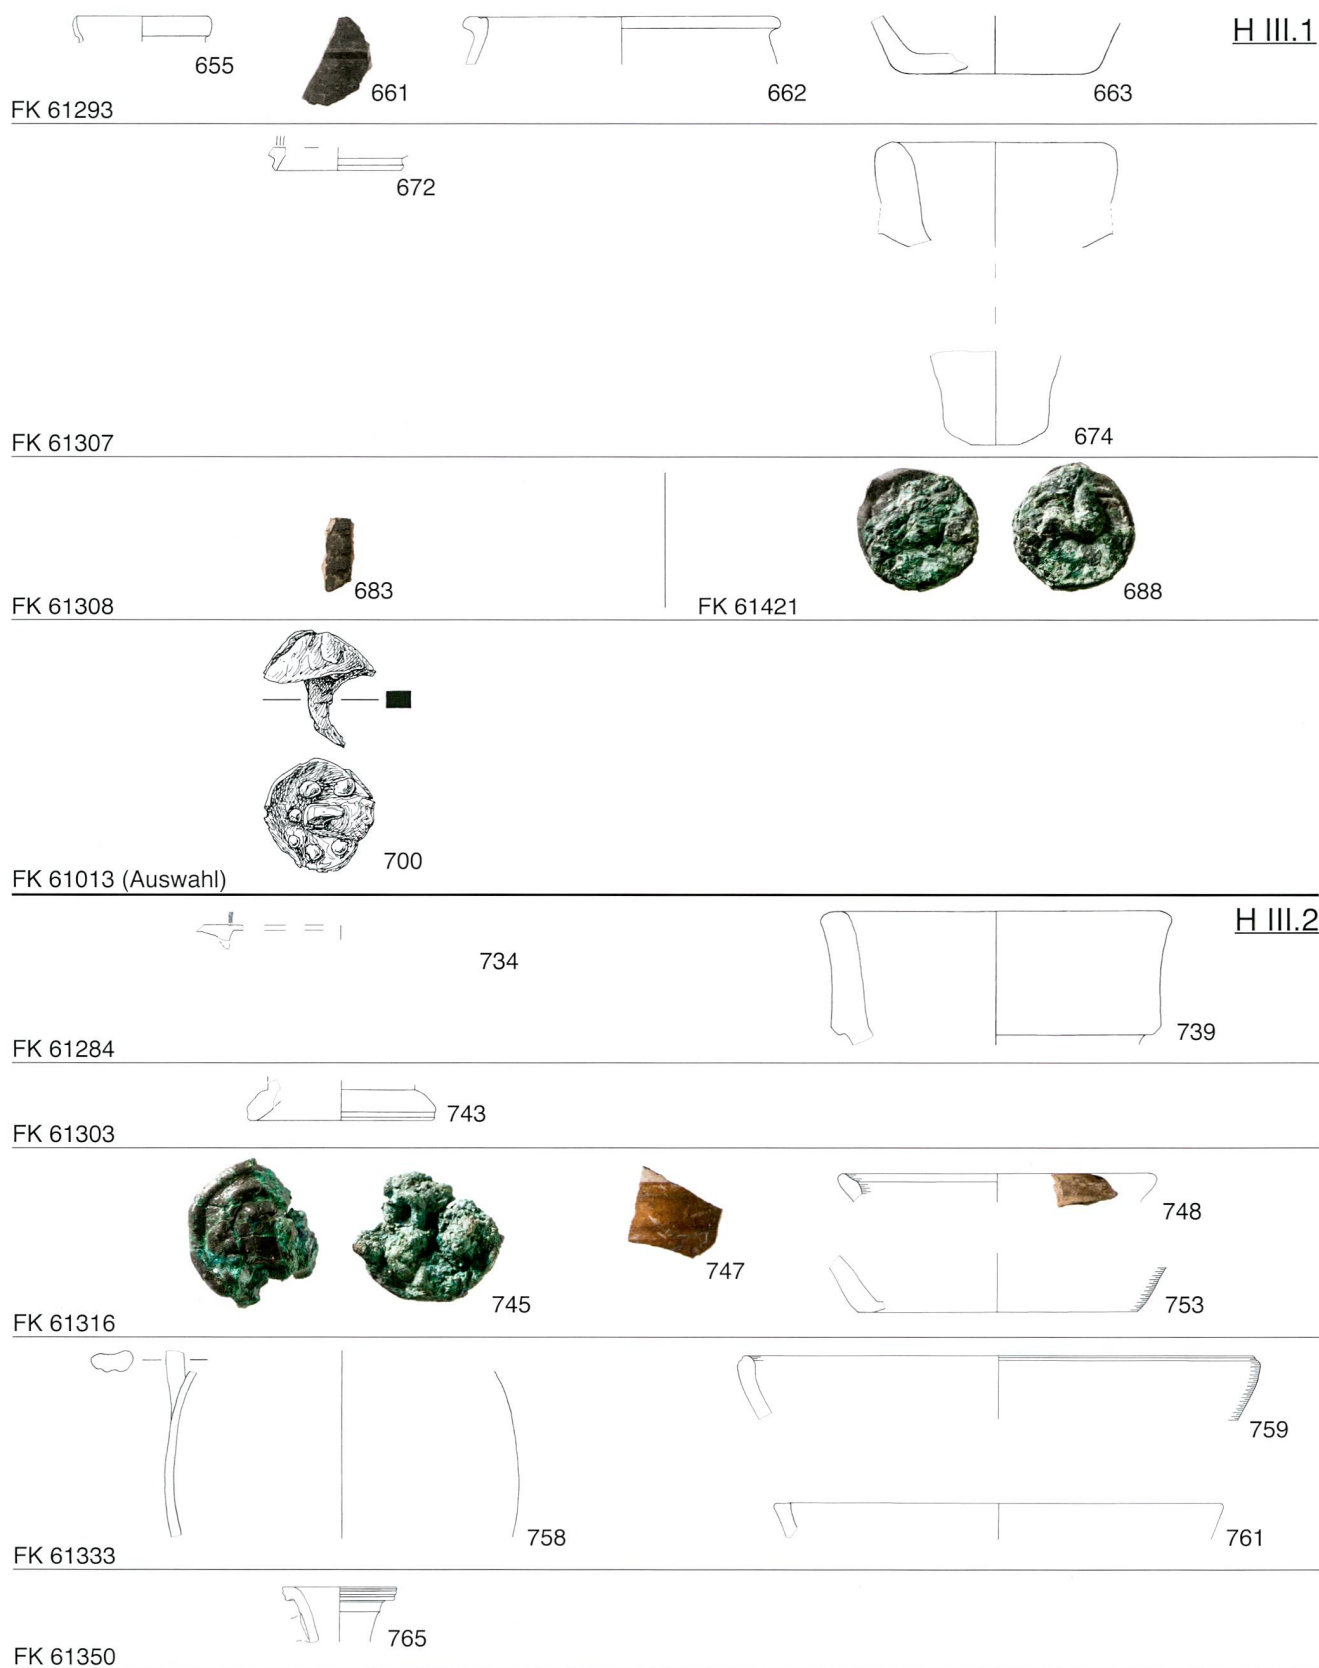 H III.1
655
661
662
663
FK 61293
672
674
FK 61307
683
688
FK 61308
FK 61421
700
FK 61013 (Auswahl)
H III.2
734
739
FK 61284
743
FK 61303
745
747
748
753
FK 61316
758
759
761
FK 61333
765
FK 61350